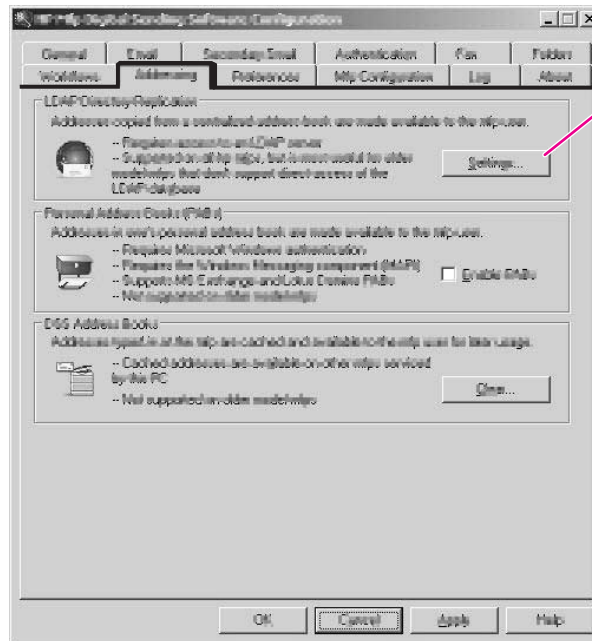 HP Mfp Digital Sending Software Configuration
General Email Secondary Email Authentication Fax Folders
Workflows Addressing Preferences Mfp Configuration Log About
LDAP Directory Replication
Addresses copied from a centralized address book are made available to the mfp user.
-- Requires access to an LDAP server
-- Supported on all hp mfps, but is most useful for older
model mfps that don't support direct access of the
LDAP database
Settings...
Personal Address Books (PABs)
Addresses in one's personal address book are made available to the mfp user.
-- Requires Microsoft Windows authentication
-- Requires the Windows Messaging component (MAPI)
-- Supports MS Exchange and Lotus Domino PABs
-- Not supported on older model mfps
Enable PABs
DSS Address Books
Addresses typed in at the mfp are cached and available to the mfp user for later usage.
-- Cached addresses are available on other mfps serviced
by this PC
-- Not supported on older model mfps
Clear...
OK Cancel Apply Help